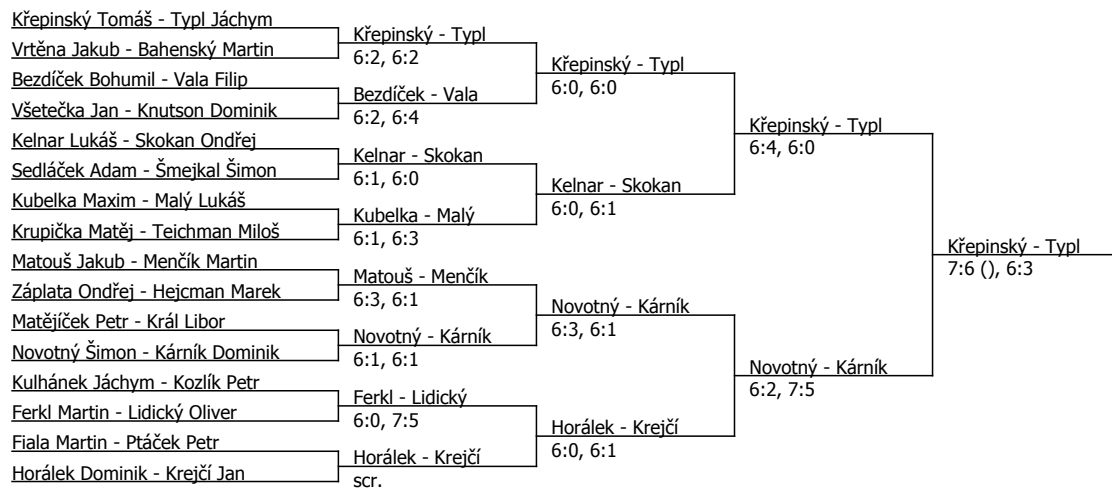 Křepinský Tomáš - Typl Jáchym
Vrtěna Jakub - Bahenský Martin
Bezdíček Bohumil - Vala Filip
Všetečka Jan - Knutson Dominik
Kelnar Lukáš - Skokan Ondřej
Sedláček Adam - Šmejkal Šimon
Kubelka Maxim - Malý Lukáš
Krupička Matěj - Teichman Miloš
Matouš Jakub - Menčík Martin
Záplata Ondřej - Hejcman Marek
Matějíček Petr - Král Libor
Novotný Šimon - Kárník Dominik
Kulhánek Jáchym - Kozlík Petr
Ferkl Martin - Lidický Oliver
Fiala Martin - Ptáček Petr
Horálek Dominik - Krejčí Jan
Křepinský - Typl
6:2, 6:2
Bezdíček - Vala
6:2, 6:4
Kelnar - Skokan
6:1, 6:0
Kubelka - Malý
6:1, 6:3
Matouš - Menčík
6:3, 6:1
Novotný - Kárník
6:1, 6:1
Ferkl - Lidický
6:0, 7:5
Horálek - Krejčí
scr.
Křepinský - Typl
6:0, 6:0
Kelnar - Skokan
6:0, 6:1
Novotný - Kárník
6:3, 6:1
Horálek - Krejčí
6:0, 6:1
Křepinský - Typl
6:4, 6:0
Novotný - Kárník
6:2, 7:5
Křepinský - Typl
7:6 (), 6:3